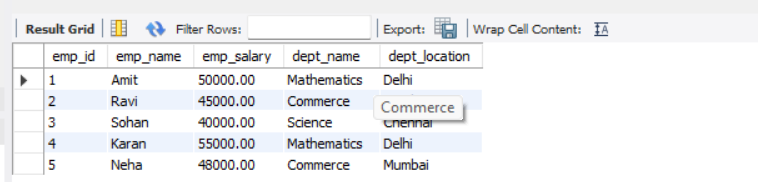 Result Grid Filter Rows: Export: Wrap Cell Content: IA
emp_id emp_name emp_salary dept_name dept_location
1 Amit 50000.00 Mathematics Delhi
2 Ravi 45000.00 Commerce
Commerce
3 Sohan 40000.00 Science Chennai
4 Karan 55000.00 Mathematics Delhi
5 Neha 48000.00 Commerce Mumbai